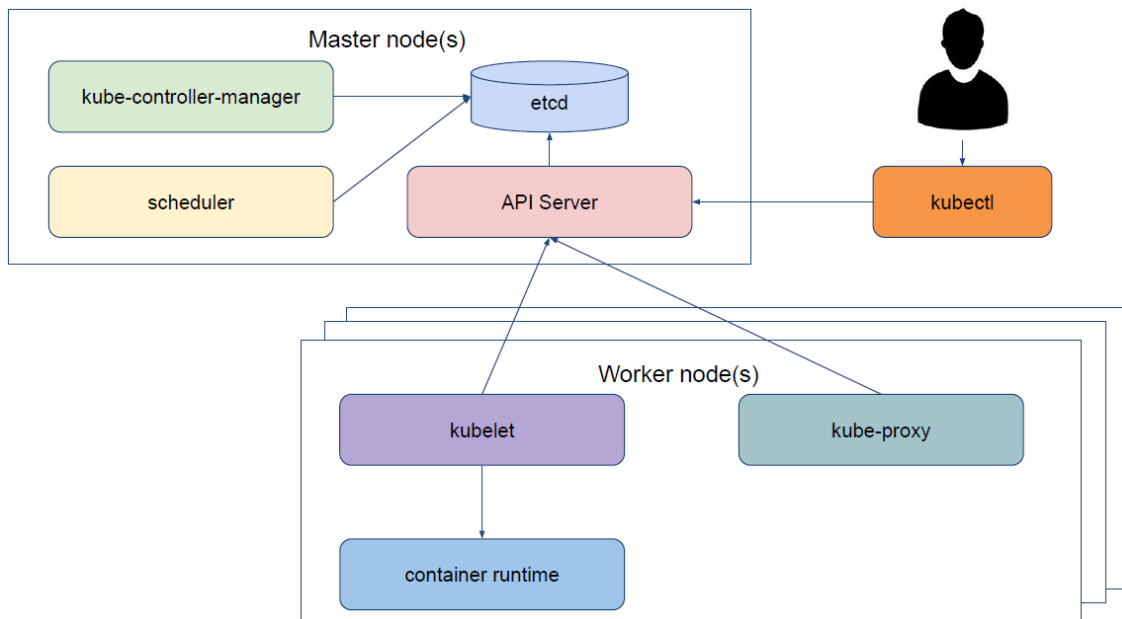 Master node(s)
kube-controller-manager
etcd
scheduler
API Server
kubectl
Worker node(s)
kubelet
kube-proxy
container runtime